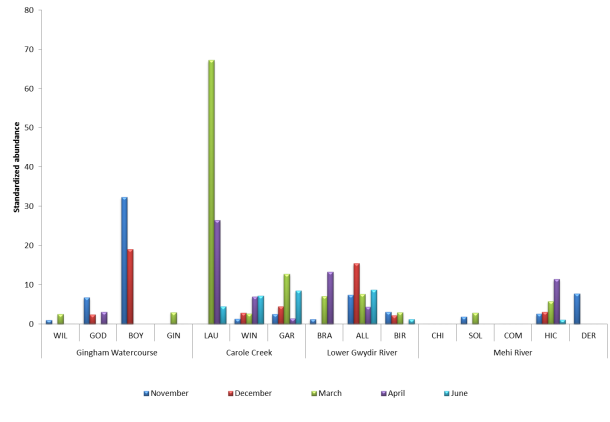 80
70
60
50
40
30
20
10
0
Standardized abundance
WIL GOD BOY GIN LAU WIN GAR BRA ALL BIR CHI SOL COM HIC DER
Gingham Watercourse Carole Creek Lower Gwydir River Mehi River
November December March April June